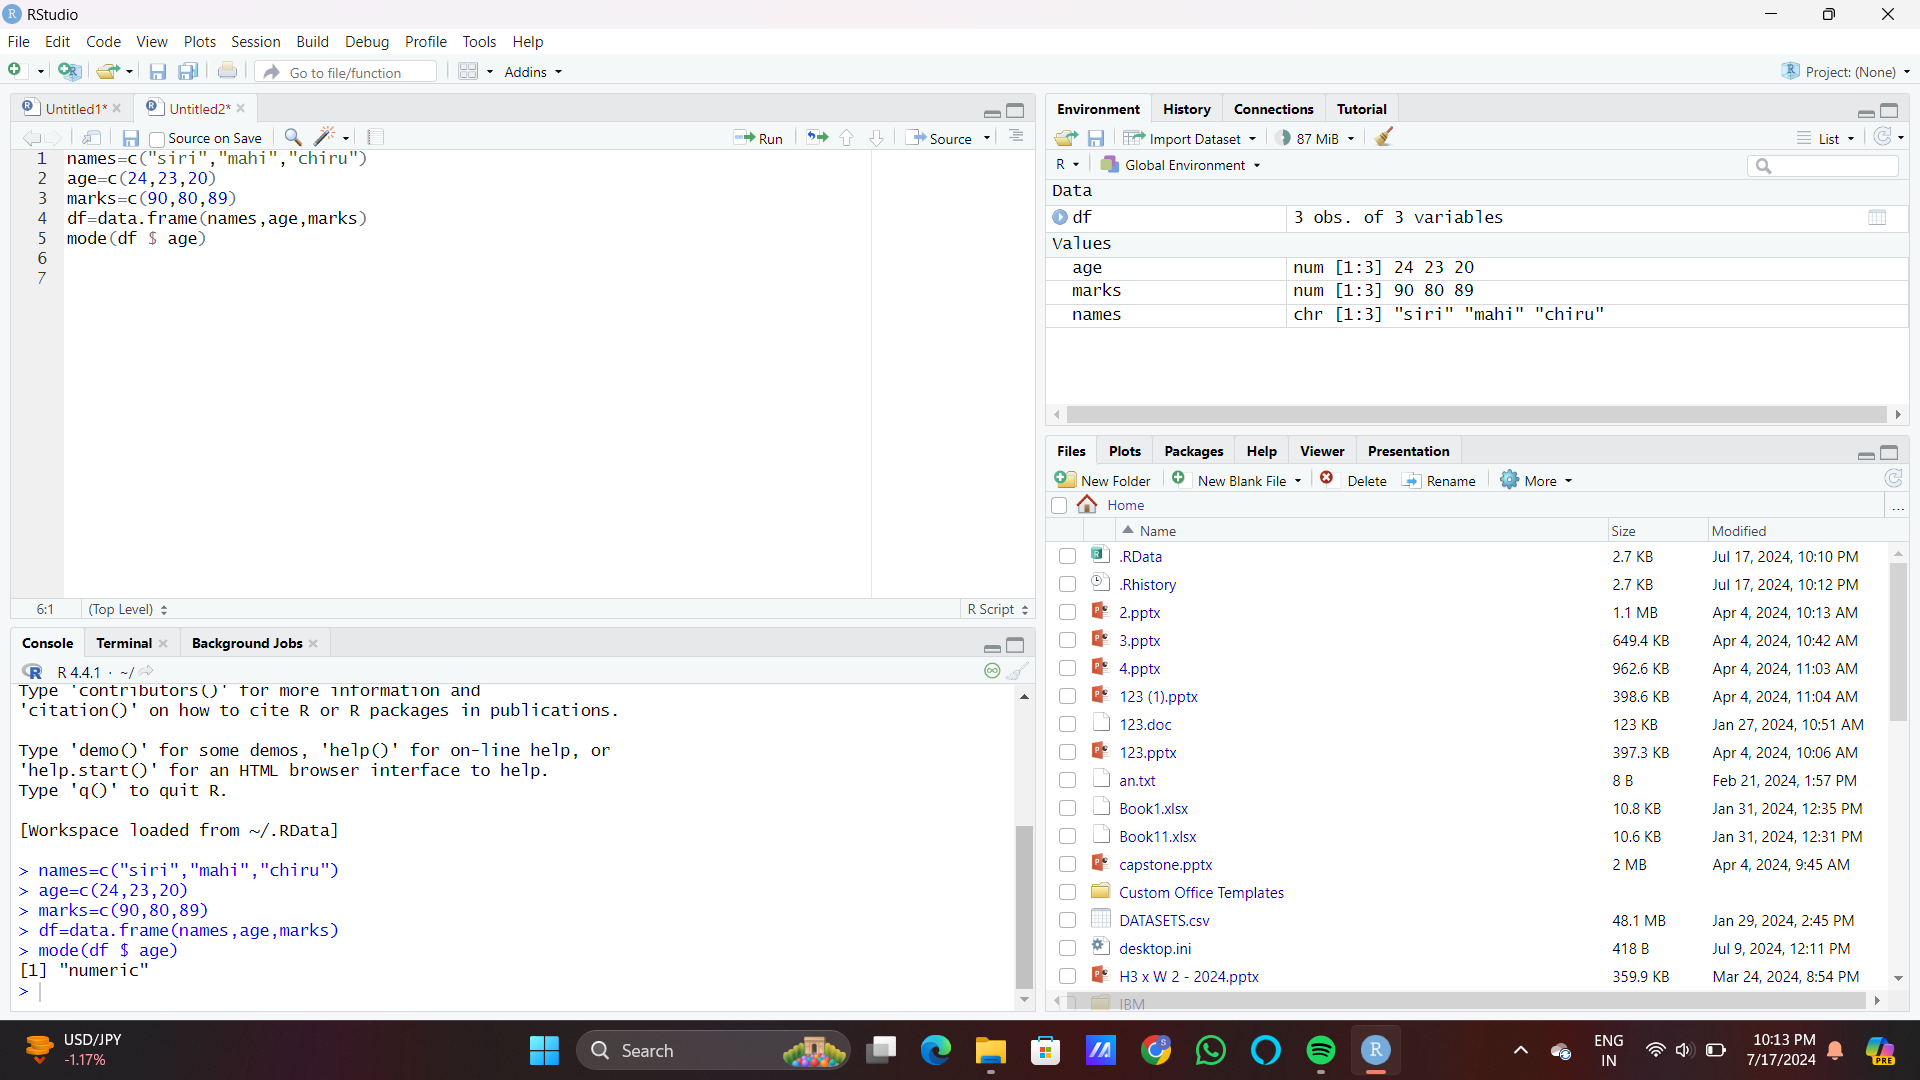 RStudio
File Edit Code View Plots Session Build Debug Profile Tools Help
Go to file/function Addins Project: (None)
Untitled1* Untitled2*
Source on Save Run Source
1 names=c("siri","mahi","chiru")
2 age=c(24,23,20)
3 marks=c(90,80,89)
4 df=data.frame(names,age,marks)
5 mode(df $ age)
6
7
6:1 (Top Level) R Script
Console Terminal Background Jobs
R 4.4.1 · ~/
Type 'contributors()' for more information and
'citation()' on how to cite R or R packages in publications.
Type 'demo()' for some demos, 'help()' for on-line help, or
'help.start()' for an HTML browser interface to help.
Type 'q()' to quit R.
[Workspace loaded from ~/.RData]
> names=c("siri","mahi","chiru")
> age=c(24,23,20)
> marks=c(90,80,89)
> df=data.frame(names,age,marks)
> mode(df $ age)
[1] "numeric"
>
Environment History Connections Tutorial
Import Dataset 87 MiB List
R Global Environment
Data
df 3 obs. of 3 variables
Values
age num [1:3] 24 23 20
marks num [1:3] 90 80 89
names chr [1:3] "siri" "mahi" "chiru"
Files Plots Packages Help Viewer Presentation
New Folder New Blank File Delete Rename More
Home ...
Name Size Modified
.RData 2.7 KB Jul 17, 2024, 10:10 PM
.Rhistory 2.7 KB Jul 17, 2024, 10:12 PM
2.pptx 1.1 MB Apr 4, 2024, 10:13 AM
3.pptx 649.4 KB Apr 4, 2024, 10:42 AM
4.pptx 962.6 KB Apr 4, 2024, 11:03 AM
123 (1).pptx 398.6 KB Apr 4, 2024, 11:04 AM
123.doc 123 KB Jan 27, 2024, 10:51 AM
123.pptx 397.3 KB Apr 4, 2024, 10:06 AM
an.txt 8 B Feb 21, 2024, 1:57 PM
Book1.xlsx 10.8 KB Jan 31, 2024, 12:35 PM
Book11.xlsx 10.6 KB Jan 31, 2024, 12:31 PM
capstone.pptx 2 MB Apr 4, 2024, 9:45 AM
Custom Office Templates
DATASETS.csv 48.1 MB Jan 29, 2024, 2:45 PM
desktop.ini 418 B Jul 9, 2024, 12:11 PM
H3 x W 2 - 2024.pptx 359.9 KB Mar 24, 2024, 8:54 PM
IBM
USD/JPY
-1.17%
Search
ENG
IN
10:13 PM
7/17/2024
PRE